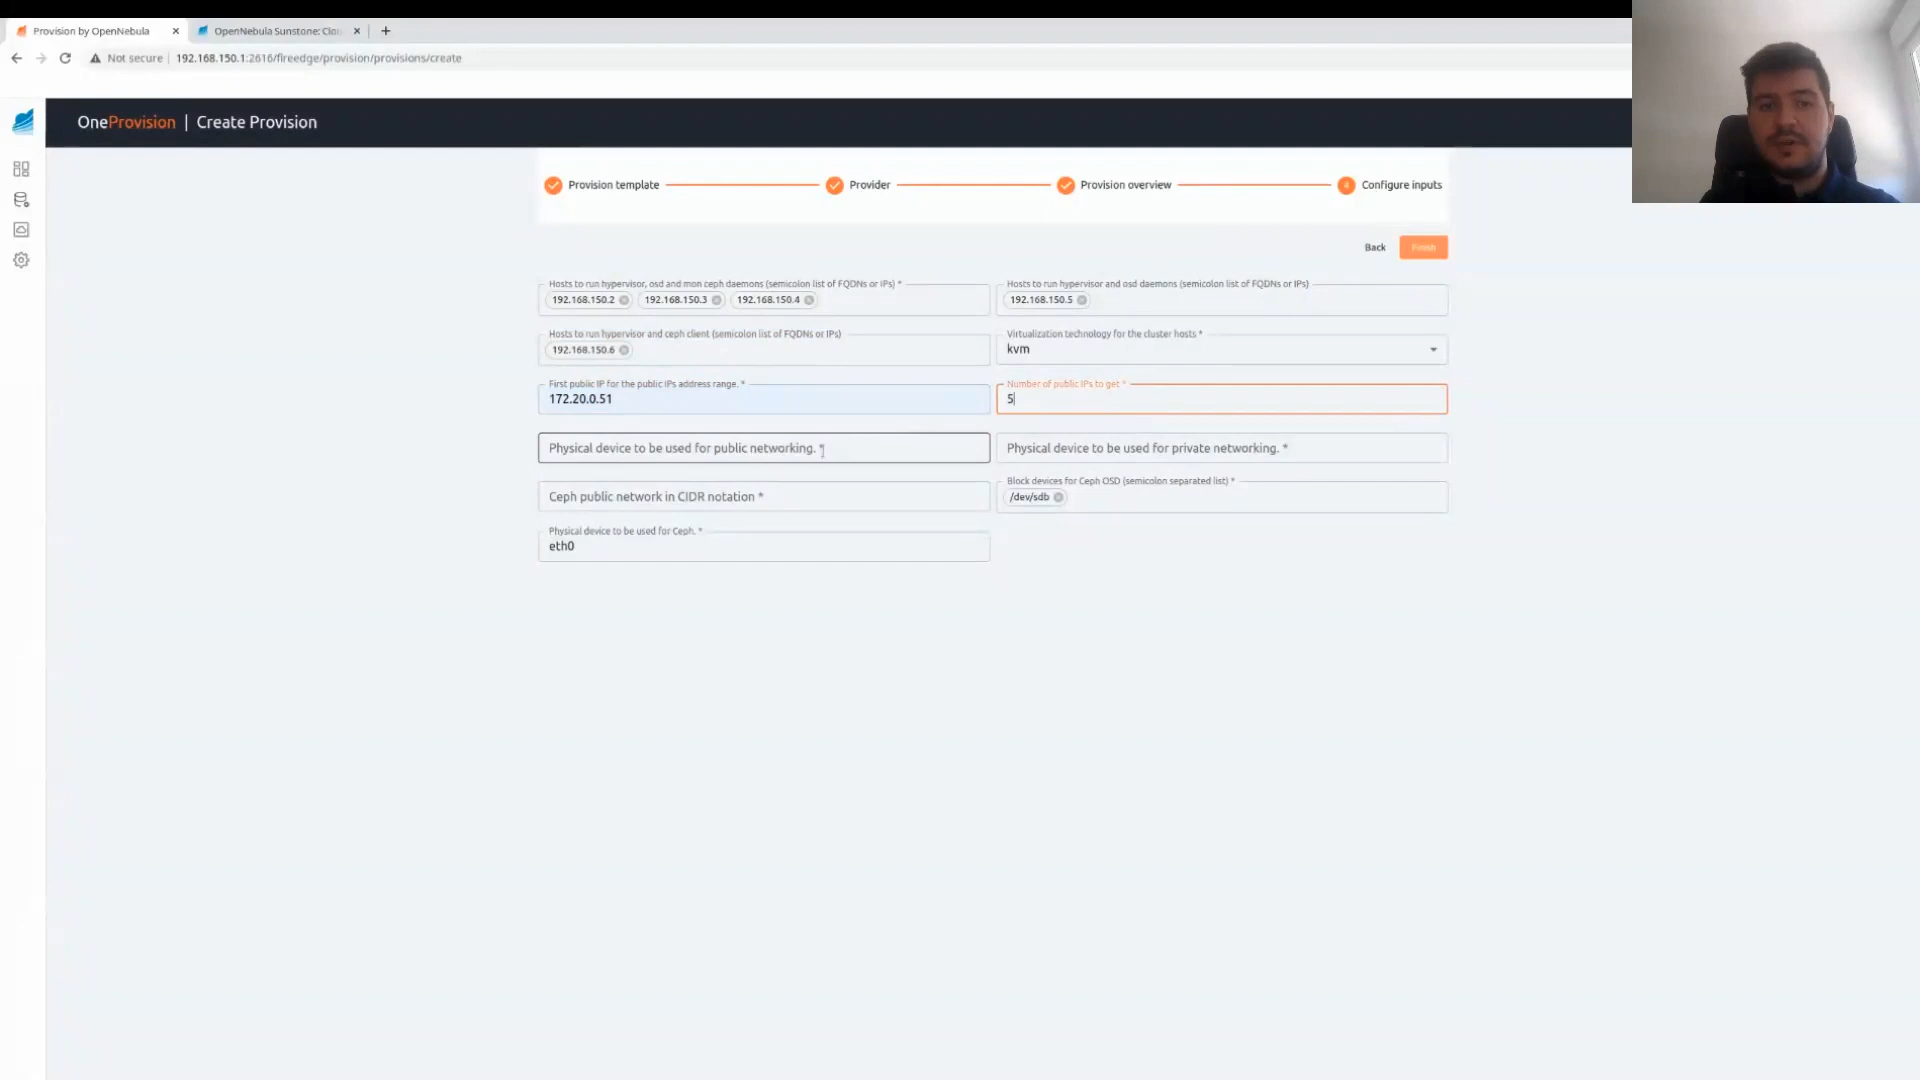 Provision by OpenNebula
OpenNebula Sunstone: Clou
Not secure
192.168.150.1:2616/fireedge/provision/provisions/create
OneProvision | Create Provision
Provision template
Provider
Provision overview
4 Configure inputs
Back
Finish
Hosts to run hypervisor, osd and mon ceph daemons (semicolon list of FQDNs or IPs) *
192.168.150.2
192.168.150.3
192.168.150.4
Hosts to run hypervisor and osd daemons (semicolon list of FQDNs or IPs)
192.168.150.5
Hosts to run hypervisor and ceph client (semicolon list of FQDNs or IPs)
192.168.150.6
Virtualization technology for the cluster hosts *
kvm
First public IP for the public IPs address range. *
172.20.0.51
Number of public IPs to get *
5
Physical device to be used for public networking. *
Physical device to be used for private networking. *
Ceph public network in CIDR notation *
Block devices for Ceph OSD (semicolon separated list) *
/dev/sdb
Physical device to be used for Ceph. *
eth0